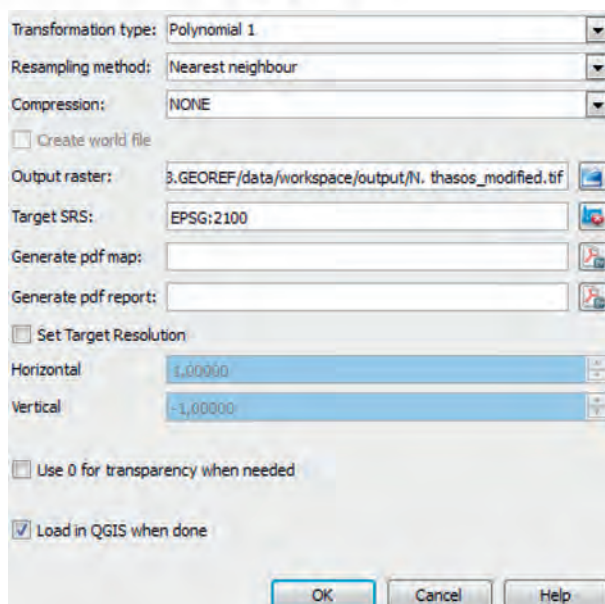 Transformation type: Polynomial 1
Resampling method: Nearest neighbour
Compression: NONE
Create world file
Output raster: 3.GEOREF/data/workspace/output/N. thasos_modified.tif
Target SRS: EPSG:2100
Generate pdf map:
Generate pdf report:
Set Target Resolution
Horizontal 1,00000
Vertical -1,00000
Use 0 for transparency when needed
Load in QGIS when done
OK Cancel Help